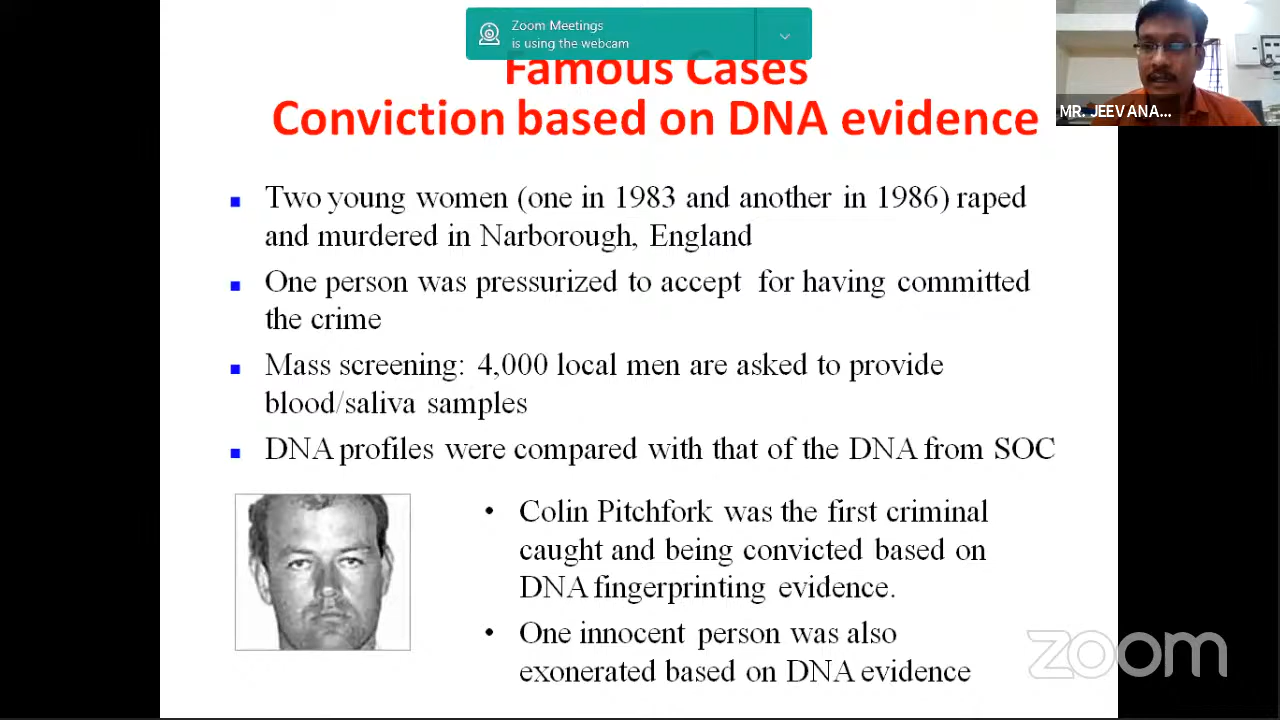 Zoom Meetings
is using the webcam
MR. JEEVANA...
Famous Cases
Conviction based on DNA evidence
Two young women (one in 1983 and another in 1986) raped
and murdered in Narborough, England
One person was pressurized to accept for having committed
the crime
Mass screening: 4,000 local men are asked to provide
blood/saliva samples
DNA profiles were compared with that of the DNA from SOC
Colin Pitchfork was the first criminal
caught and being convicted based on
DNA fingerprinting evidence.
One innocent person was also
exonerated based on DNA evidence
zoom